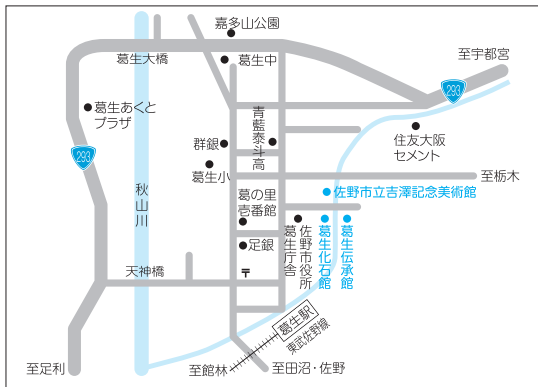 嘉多山公園
至宇都宮
葛生大橋
葛生中
293
葛生あくと
プラザ
青藍泰斗高
住友大阪
セメント
群銀
293
葛生小
至栃木
秋山川
葛の里
壱番館
佐野市立吉澤記念美術館
足銀
佐野市役所
葛生庁舎
葛生化石館
葛生伝承館
天神橋
〒
葛生駅
東武佐野線
至足利
至館林
至田沼・佐野